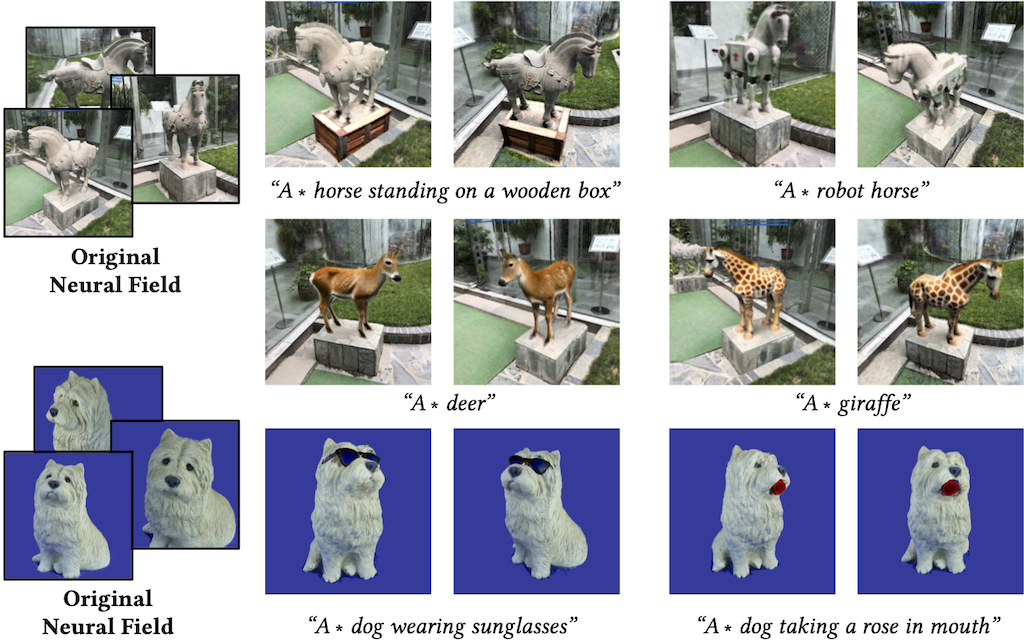 “A * horse standing on a wooden box”
“A * robot horse”
Original
Neural Field
“A * deer”
“A * giraffe”
Original
Neural Field
“A * dog wearing sunglasses”
“A * dog taking a rose in mouth”